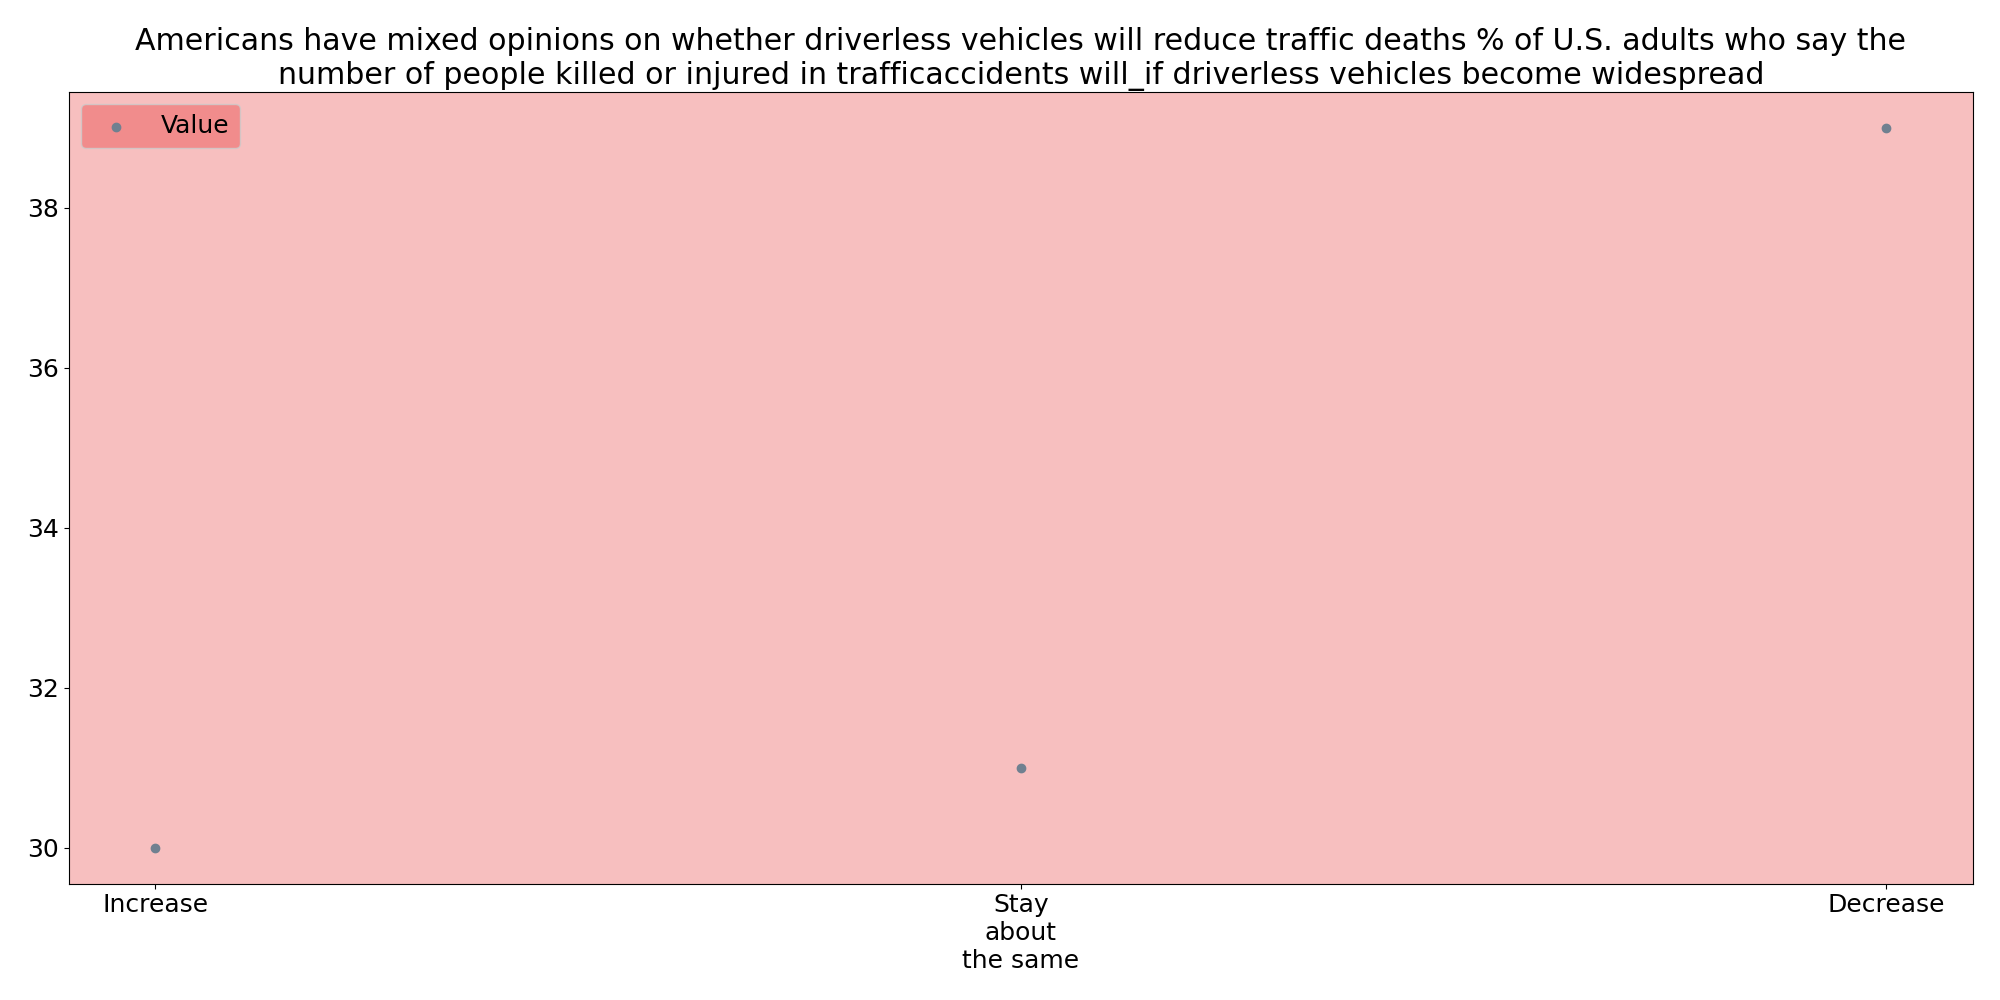 Americans have mixed opinions on whether driverless vehicles will reduce traffic deaths % of U.S. adults who say the
number of people killed or injured in trafficaccidents will_if driverless vehicles become widespread
Value
38
36
34
32
30
Increase
Stay
about
the same
Decrease